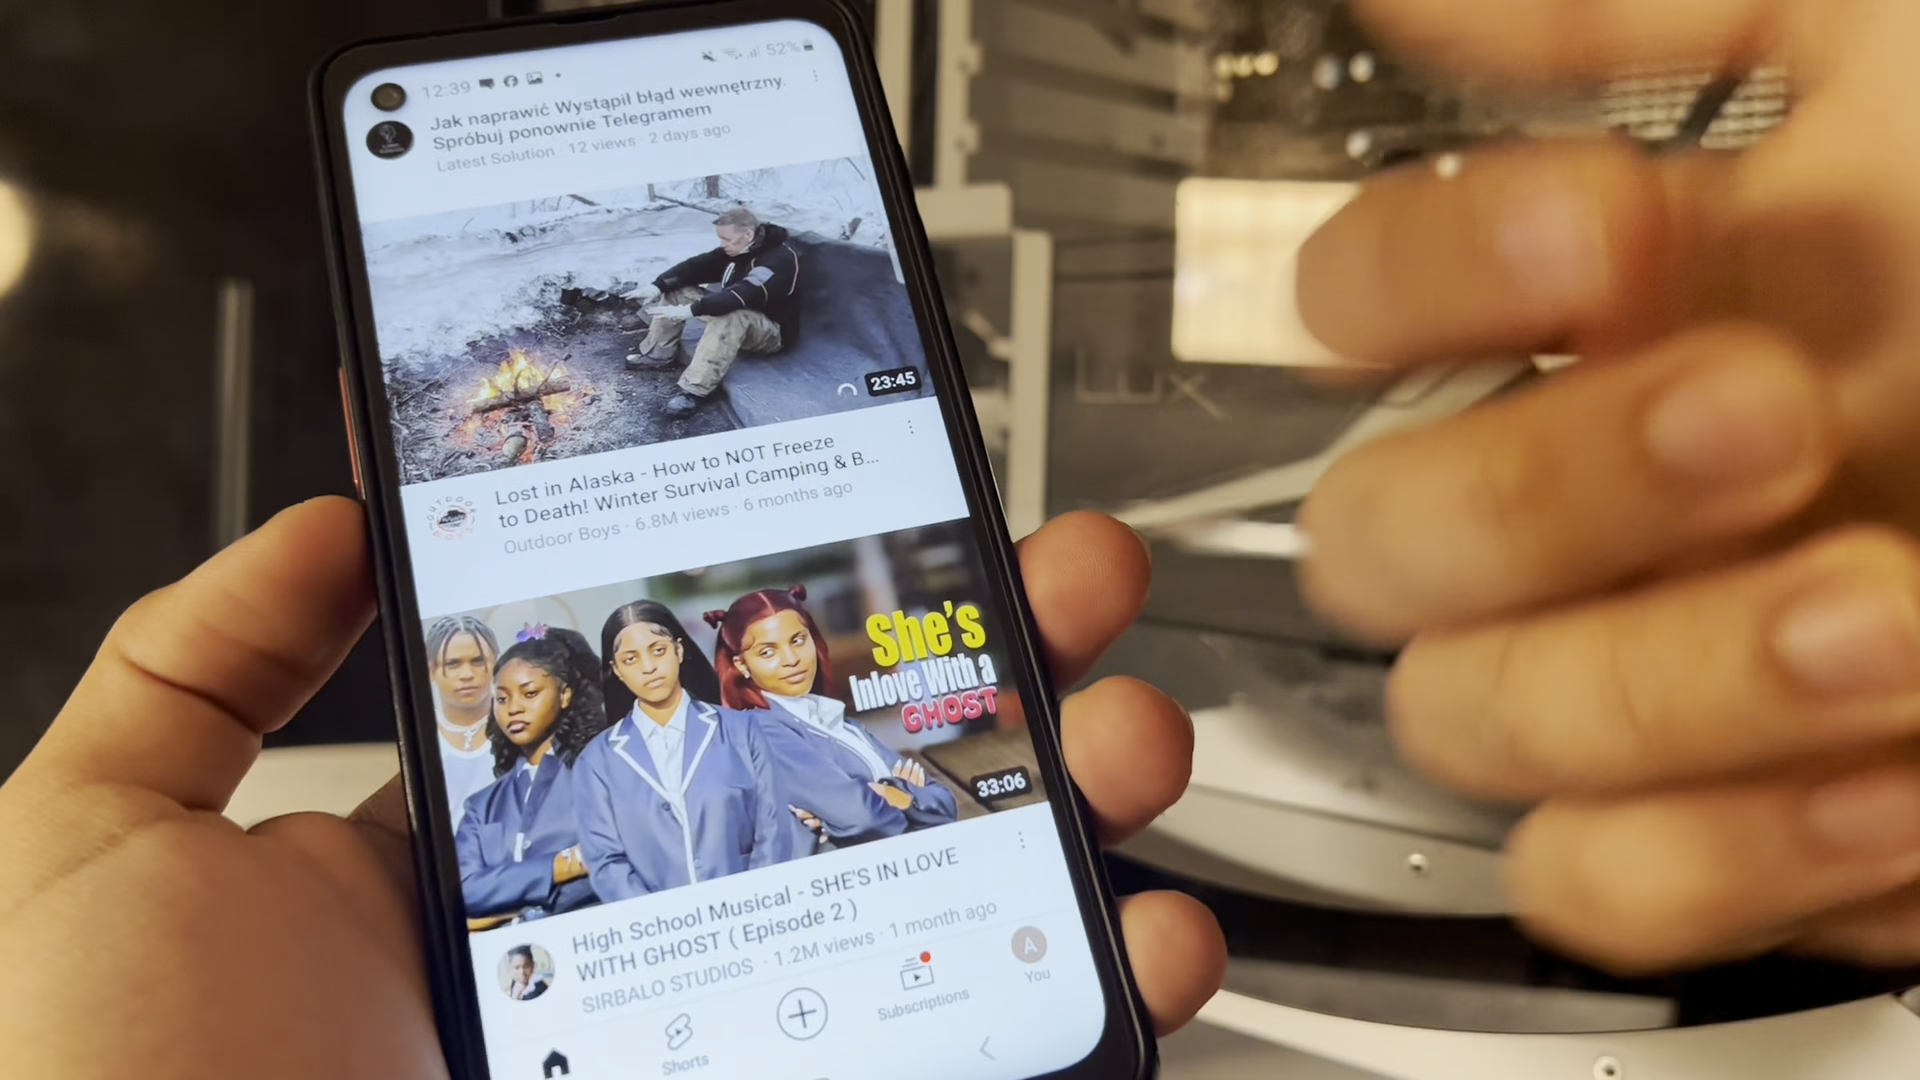 12:39
52%
Jak naprawić Wystąpił błąd wewnętrzny.
Spróbuj ponownie Telegramem
Latest Solution · 12 views · 2 days ago
23:45
Lost in Alaska - How to NOT Freeze
to Death! Winter Survival Camping & B...
Outdoor Boys · 6.8M views · 6 months ago
She's
Inlove With a
GHOST
33:06
High School Musical - SHE'S IN LOVE
WITH GHOST ( Episode 2 )
SIRBALO STUDIOS · 1.2M views · 1 month ago
Shorts
Subscriptions
A
You